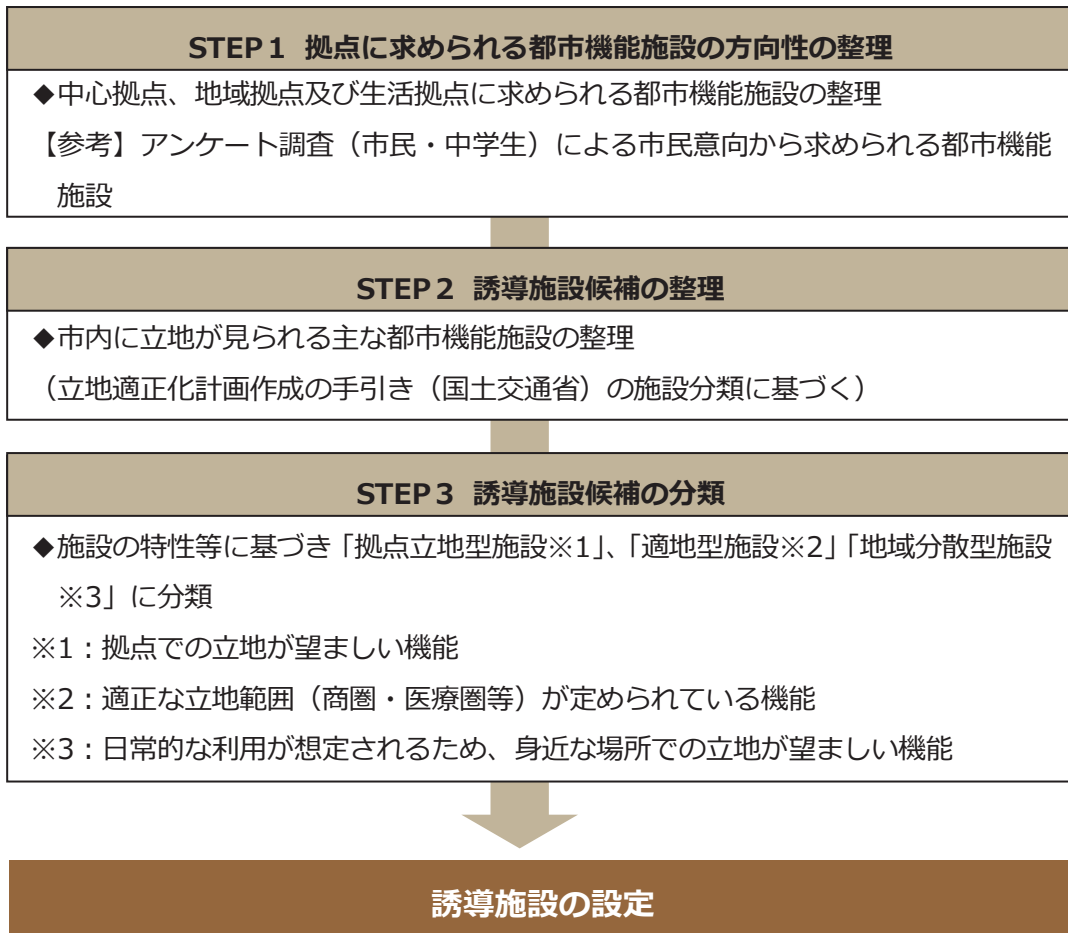 STEP１ 拠点に求められる都市機能施設の方向性の整理
◆中心拠点、地域拠点及び生活拠点に求められる都市機能施設の整理
【参考】アンケート調査（市民・中学生）による市民意向から求められる都市機能
施設
STEP２ 誘導施設候補の整理
◆市内に立地が見られる主な都市機能施設の整理
（立地適正化計画作成の手引き（国土交通省）の施設分類に基づく）
STEP３ 誘導施設候補の分類
◆施設の特性等に基づき「拠点立地型施設※1」、「適地型施設※2」「地域分散型施設
※3」に分類
※1：拠点での立地が望ましい機能
※2：適正な立地範囲（商圏・医療圏等）が定められている機能
※3：日常的な利用が想定されるため、身近な場所での立地が望ましい機能
誘導施設の設定